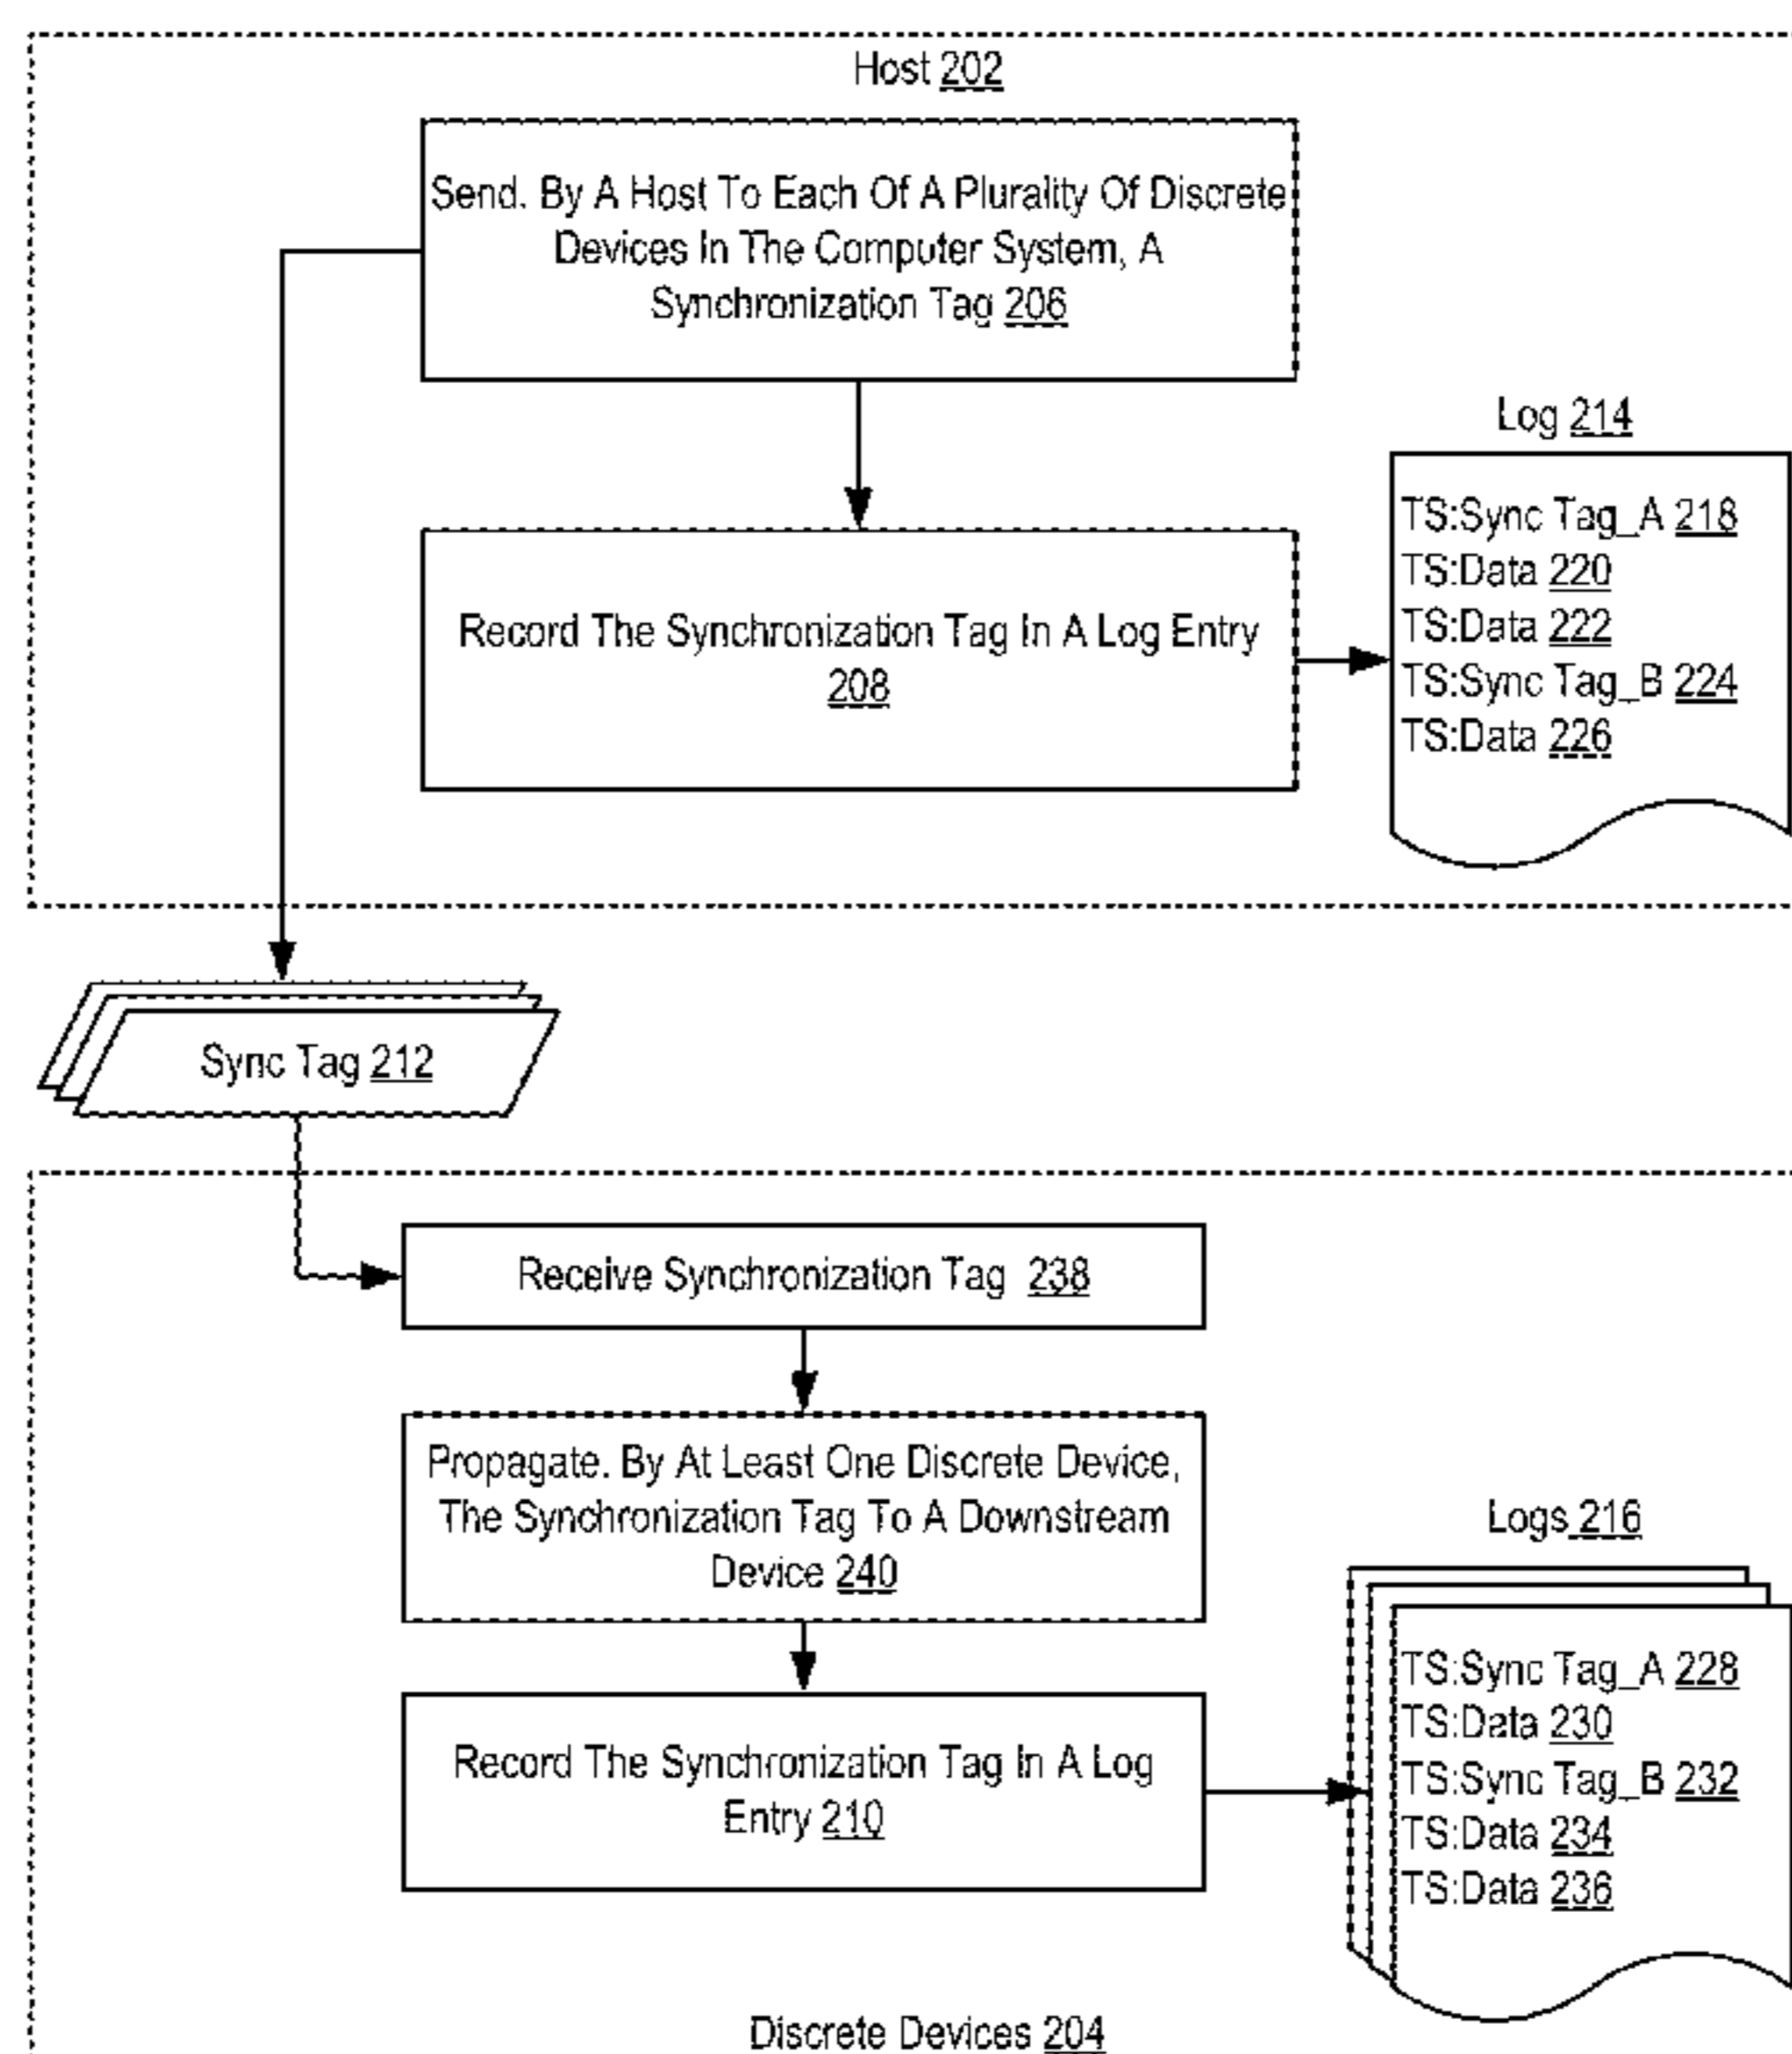 Host 202
Send. By A Host To Each Of A Plurality Of Discrete
Devices In The Computer System, A
Synchronization Tag 206
Log 214
TS:Sync Tag_A 218
TS:Data 220
TS:Data 222
TS:Sync Tag_B 224
TS:Data 226
Record The Synchronization Tag In A Log Entry
208
Sync Tag 212
Receive Synchronization Tag 238
Propagate. By At Least One Discrete Device,
The Synchronization Tag To A Downstream
Device 240
Logs 216
TS:Sync Tag_A 228
TS:Data 230
TS:Sync Tag_B 232
TS:Data 234
TS:Data 236
Record The Synchronization Tag In A Log
Entry 210
Discrete Devices 204